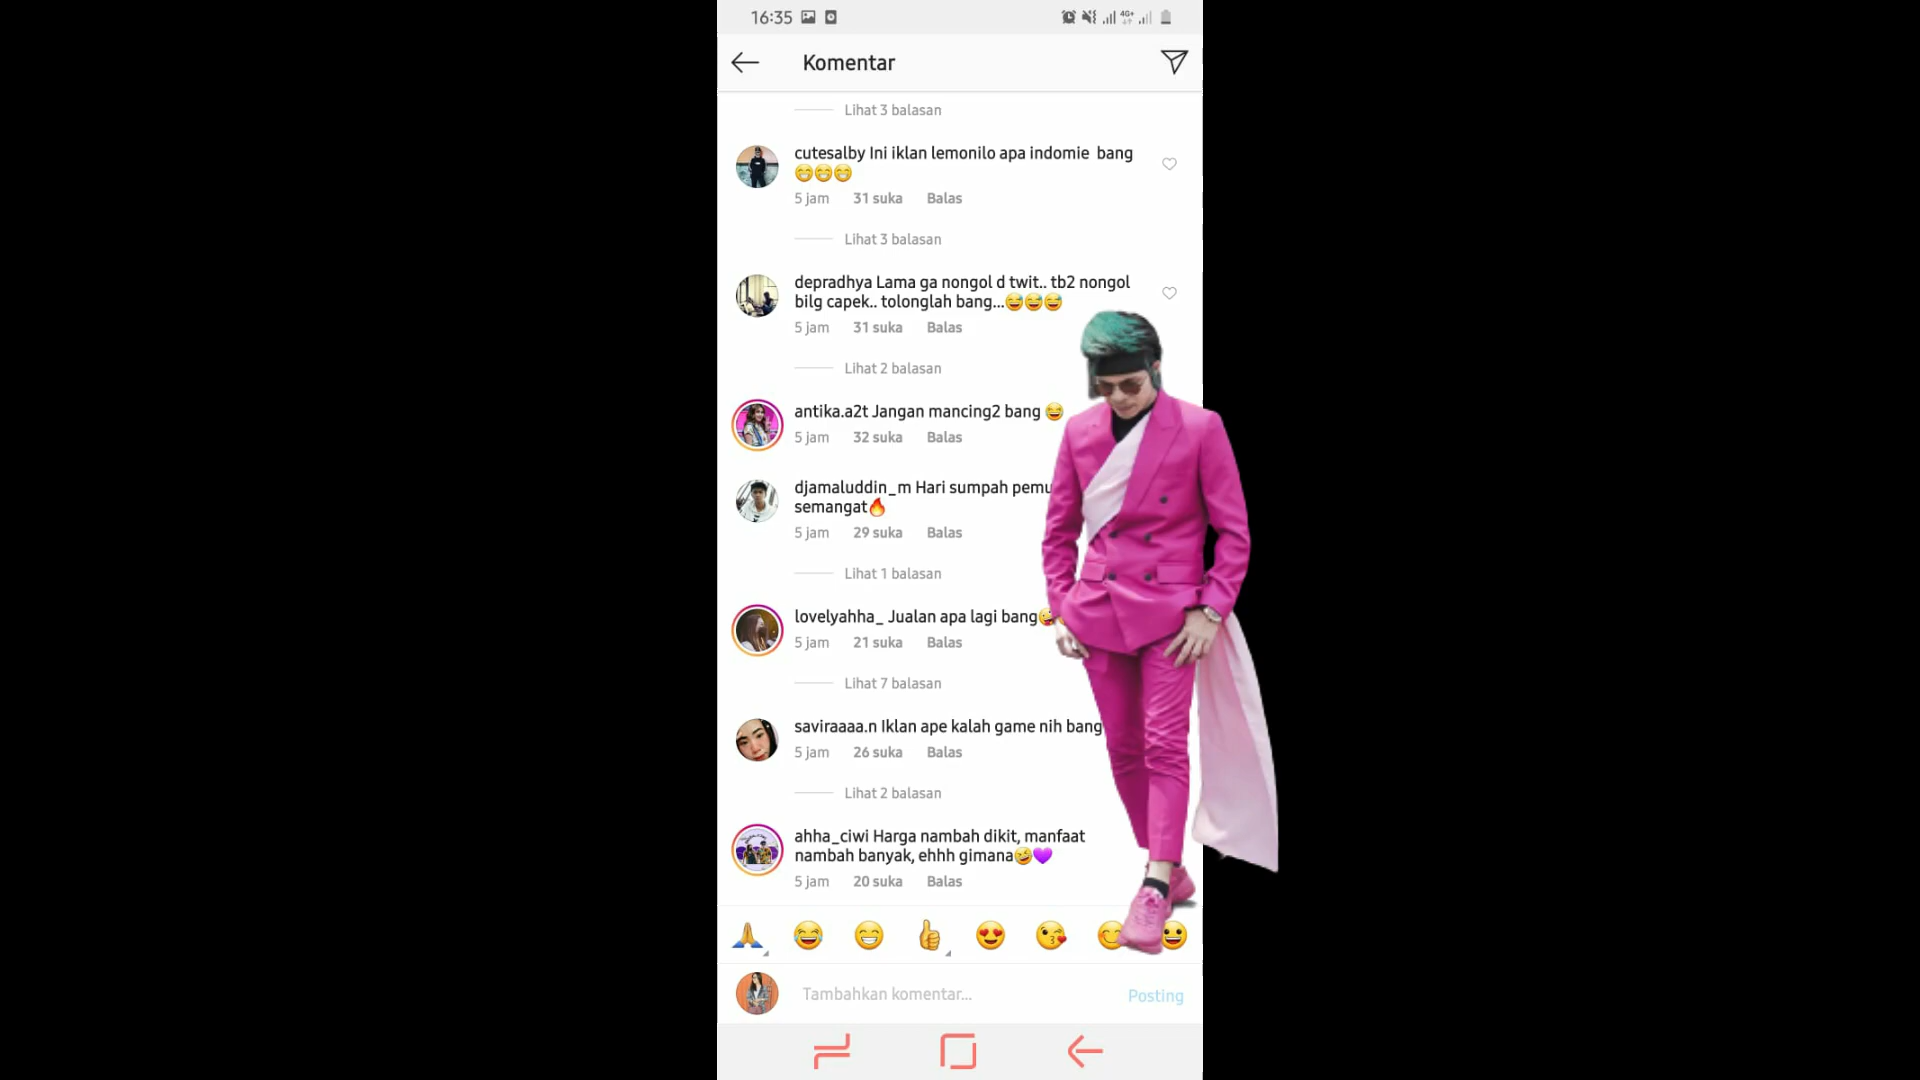 16:35
4G+
Komentar
Lihat 3 balasan
cutesalby Ini iklan lemonilo apa indomie bang
😁😁😁
5 jam 31 suka Balas
Lihat 3 balasan
depradhya Lama ga nongol d twit.. tb2 nongol
bilg capek.. tolonglah bang...😅😅😅
5 jam 31 suka Balas
Lihat 2 balasan
antika.a2t Jangan mancing2 bang 😂
5 jam 32 suka Balas
djamaluddin_m Hari sumpah pemu
semangat🔥
5 jam 29 suka Balas
Lihat 1 balasan
lovelyahha_ Jualan apa lagi bang🤪
5 jam 21 suka Balas
Lihat 7 balasan
saviraaaa.n Iklan ape kalah game nih bang
5 jam 26 suka Balas
Lihat 2 balasan
ahha_ciwi Harga nambah dikit, manfaat
nambah banyak, ehhh gimana🤣💜
5 jam 20 suka Balas
Tambahkan komentar... Posting